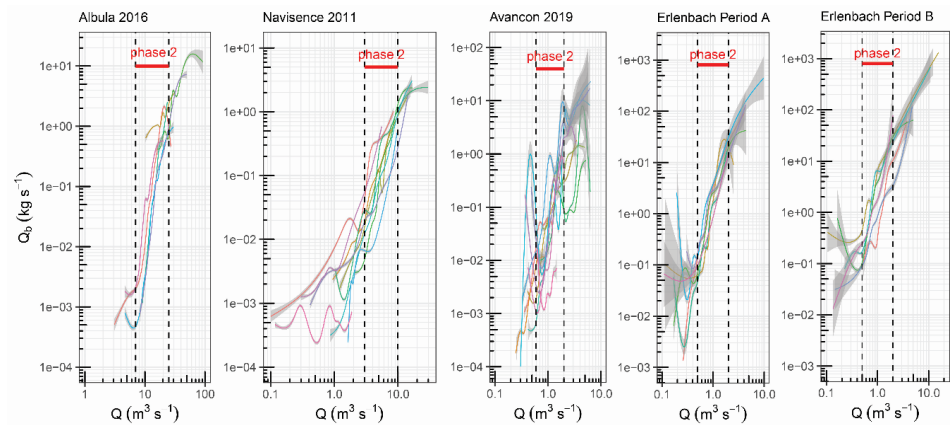 Albula 2016
Navisence 2011
Avancon 2019
Erlenbach Period A
Erlenbach Period B
phase 2
phase 2
phase 2
phase 2
phase 2
Q_b (kg s⁻¹)
1e+01
1e+00
1e−01
1e−02
1e−03
1e−04
1e+01
1e+00
1e−01
1e−02
1e−03
1e−04
1e+02
1e+01
1e+00
1e−01
1e−02
1e−03
1e−04
1e+03
1e+02
1e+01
1e+00
1e−01
1e−02
1e−03
1e+03
1e+02
1e+01
1e+00
1e−01
1e−02
1e−03
1 10 100
0.1 1.0 10.0
0.1 1.0 10.0
0.1 1.0 10.0
0.1 1.0 10.0
Q (m³ s⁻¹)
Q (m³ s⁻¹)
Q (m³ s⁻¹)
Q (m³ s⁻¹)
Q (m³ s⁻¹)